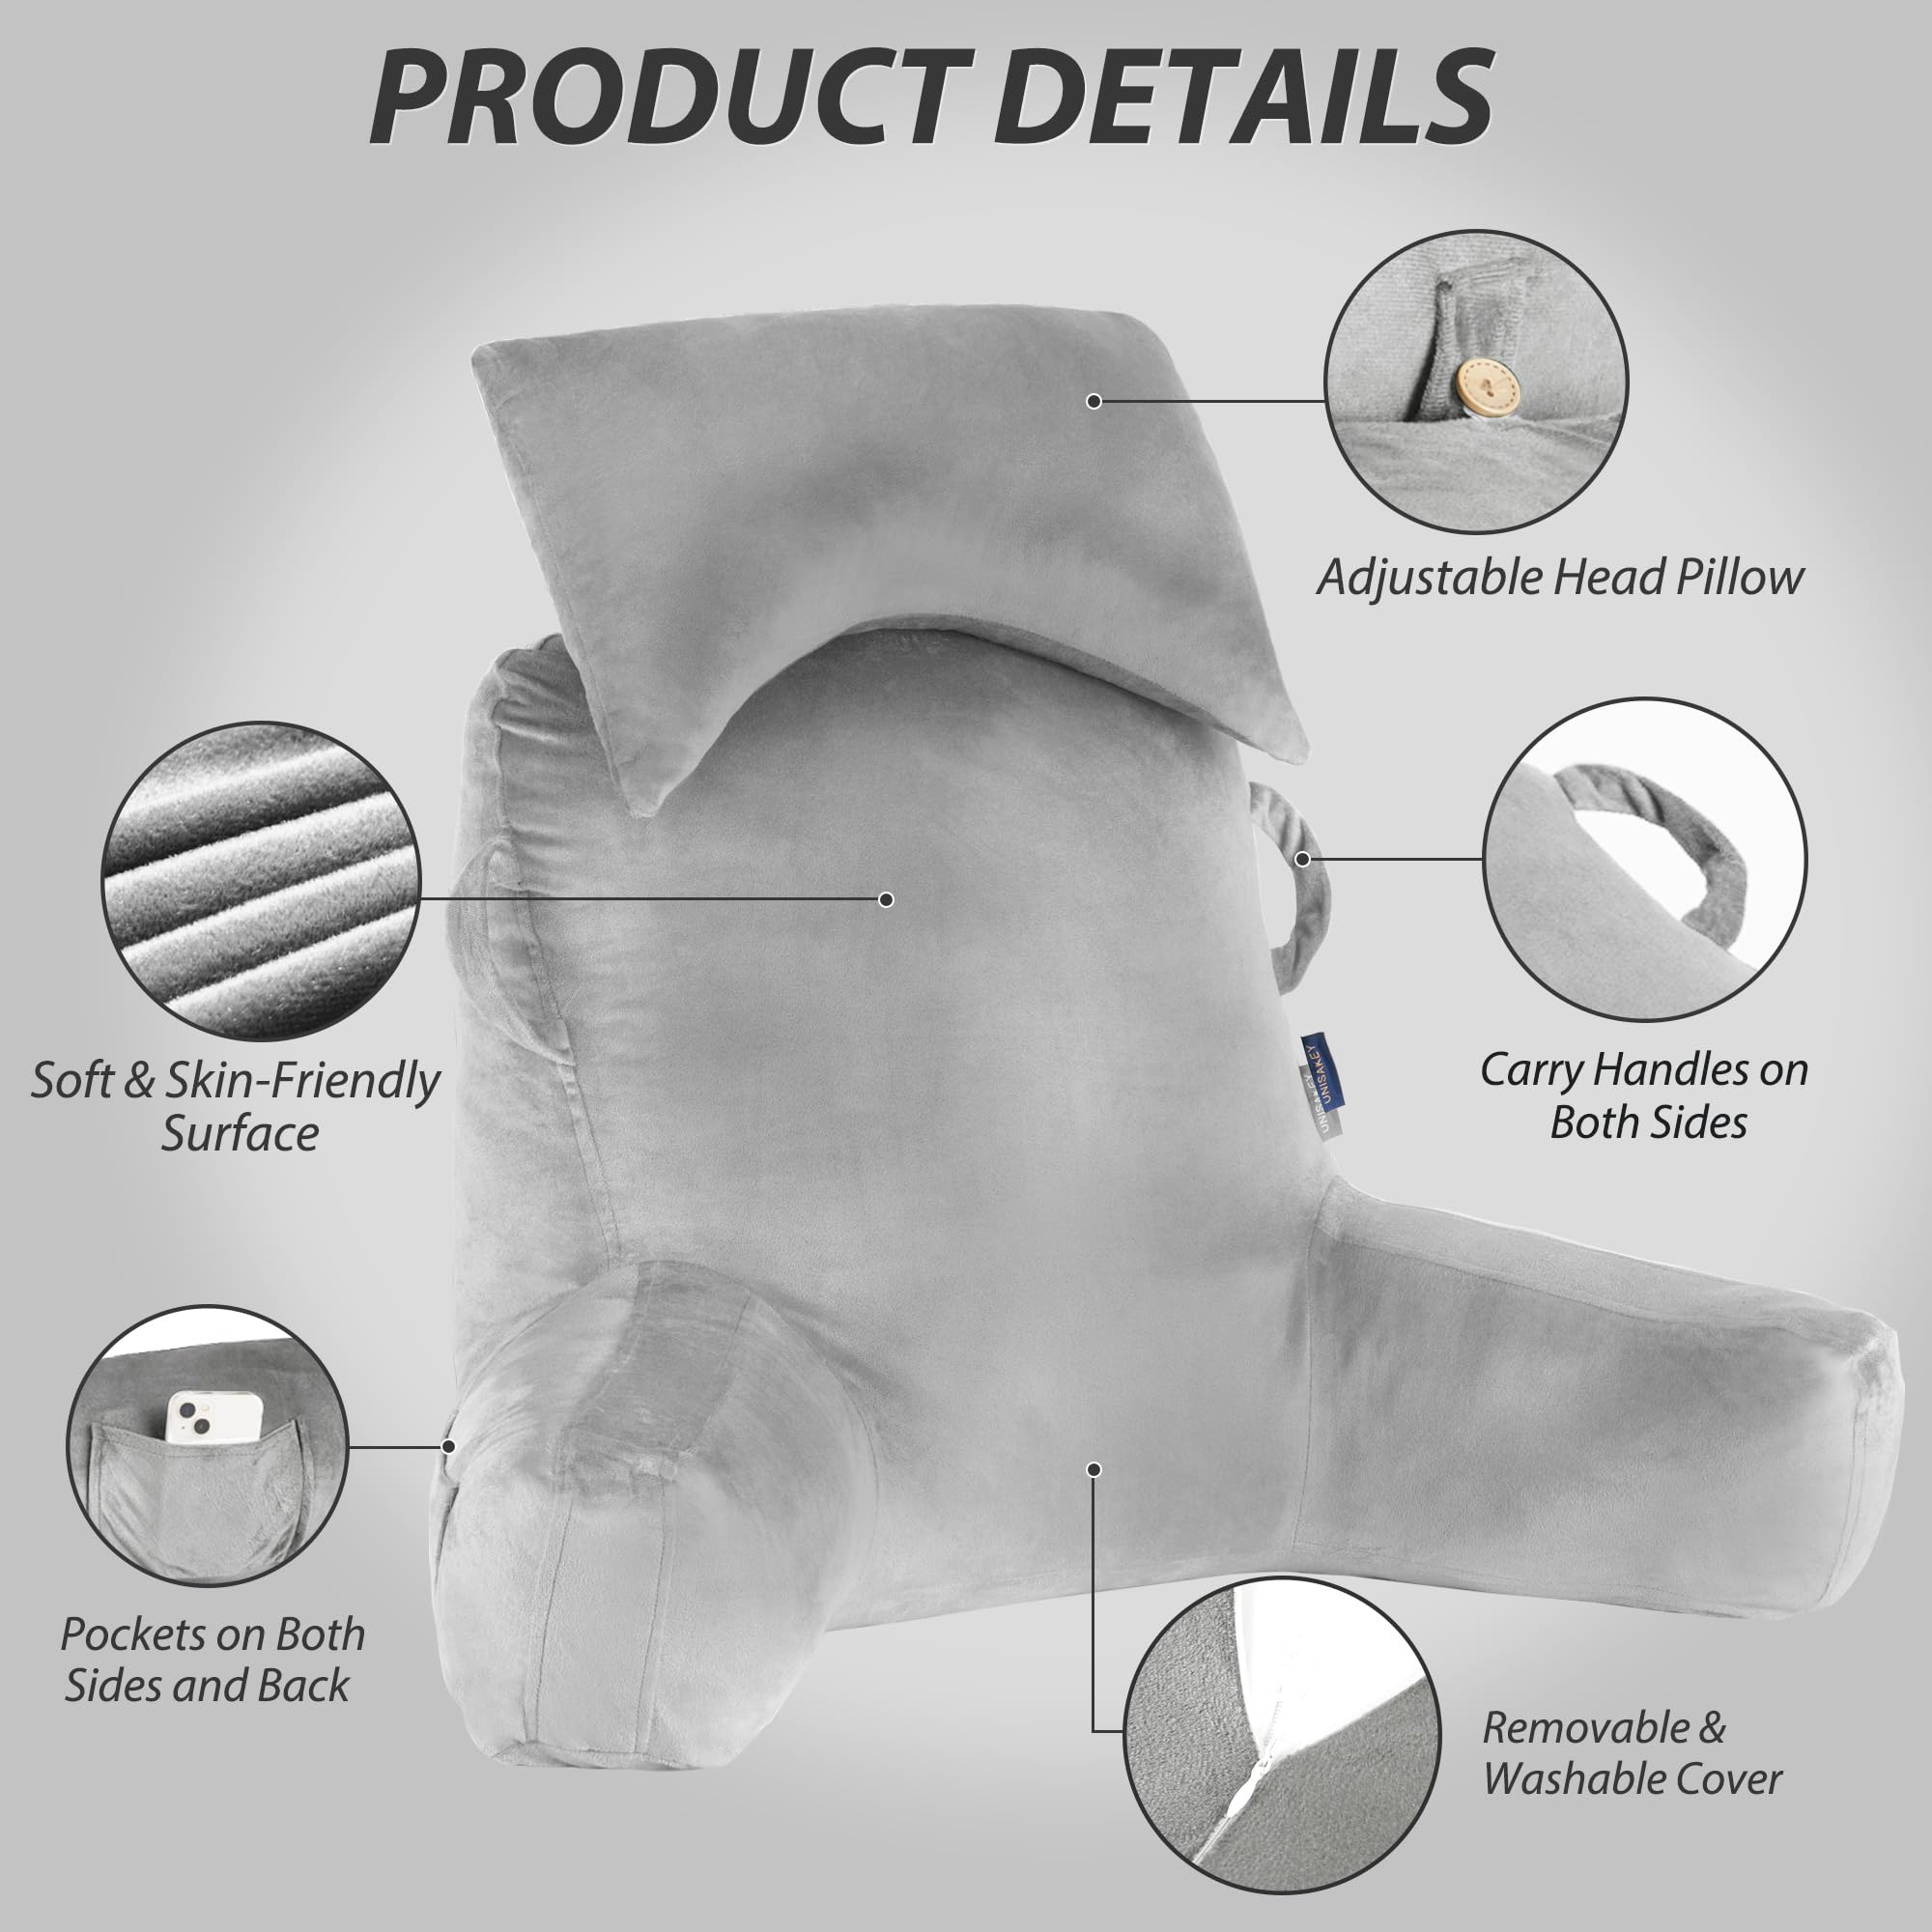 PRODUCT DETAILS
Adjustable Head Pillow
Soft & Skin-Friendly
Surface
Carry Handles on
Both Sides
UNISAKEY
UNISAKEY
Pockets on Both
Sides and Back
Removable &
Washable Cover